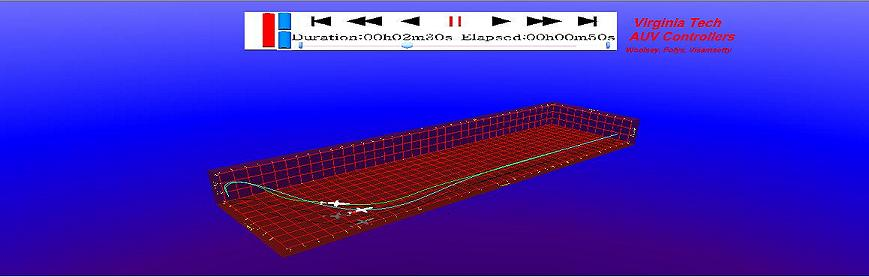 Virginia Tech
AUV Controllers
Duration:00h02m30s Elapsed:00h00m50s